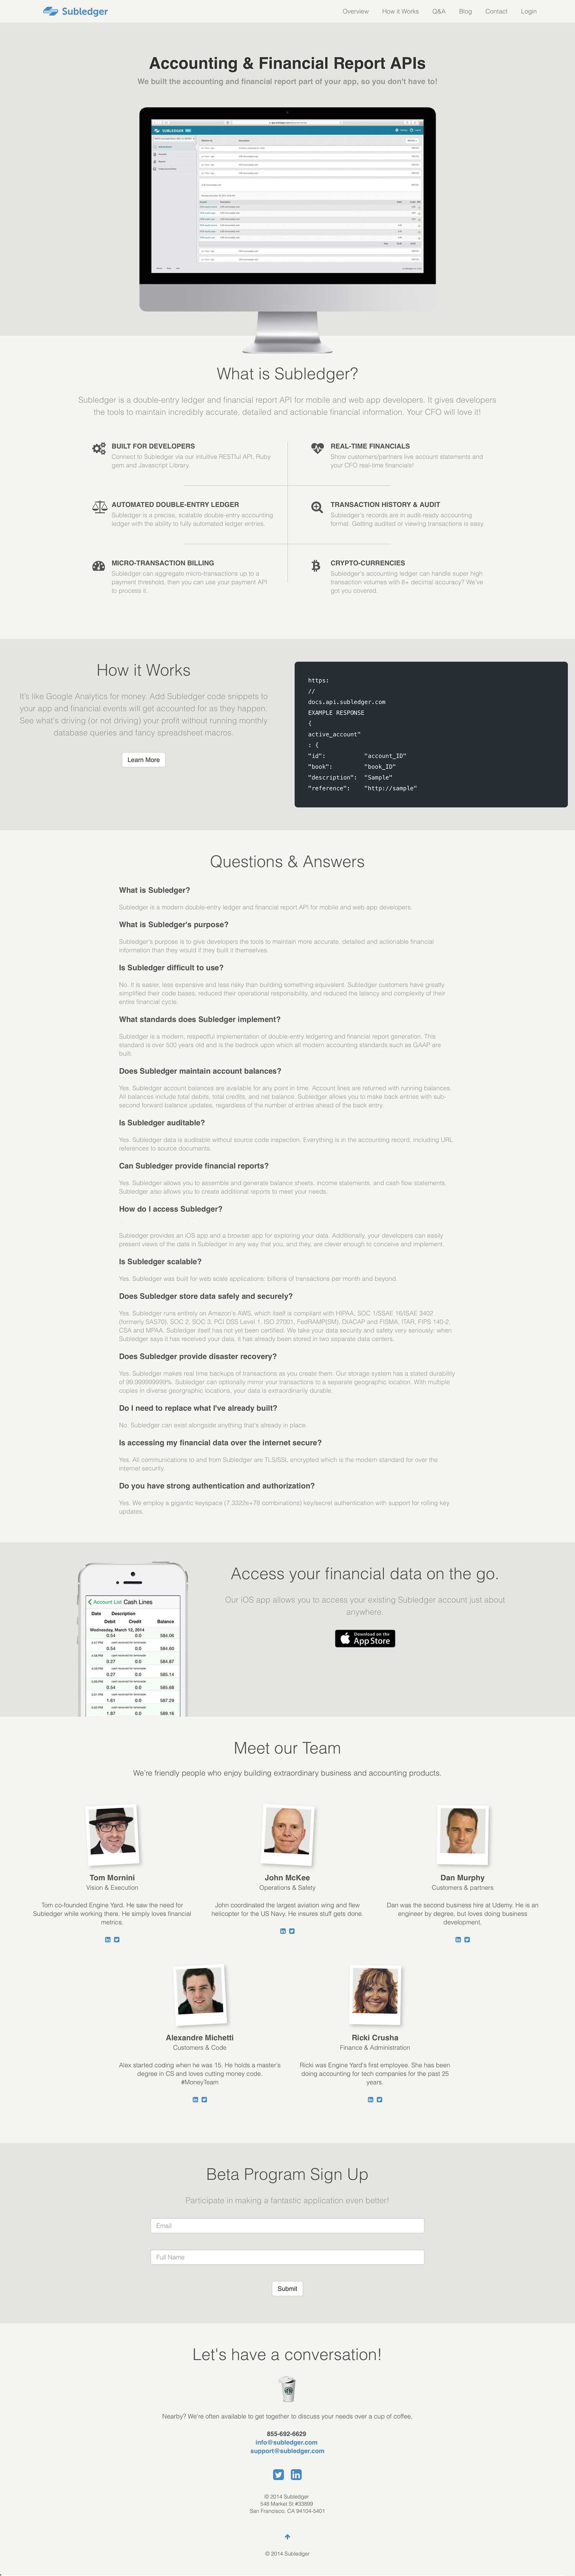 Subledger
Overview How it Works Q&A Blog Contact Login
Accounting & Financial Report APIs
We built the accounting and financial report part of your app, so you don't have to!
SUBLEDGER
What is Subledger?
Subledger is a double-entry ledger and financial report API for mobile and web app developers. It gives developers
the tools to maintain incredibly accurate, detailed and actionable financial information. Your CFO will love it!
BUILT FOR DEVELOPERS
Connect to Subledger via our intuitive RESTful API, Ruby
gem and Javascript Library.
REAL-TIME FINANCIALS
Show customers/partners live account statements and
your CFO real-time financials!
AUTOMATED DOUBLE-ENTRY LEDGER
Subledger is a precise, scalable double-entry accounting
ledger with the ability to fully automated ledger entries.
TRANSACTION HISTORY & AUDIT
Subledger's records are in audit-ready accounting
format. Getting audited or viewing transactions is easy
MICRO-TRANSACTION BILLING
Subledger can aggregate micro-transactions up to a
payment threshold, then you can use your payment API
to process it.
CRYPTO-CURRENCIES
Subledger's accounting ledger can handle super high
transaction volumes with 8+ decimal accuracy? We've
got you covered.
How it Works
It's like Google Analytics for money. Add Subledger code snippets to
your app and financial events will get accounted for as they happen.
See what's driving (or not driving) your profit without running monthly
database queries and fancy spreadsheet macros.
Learn More
https:
//
docs.api.subledger.com
EXAMPLE RESPONSE
{
active_account"
: {
"id": "account_ID"
"book": "book_ID"
"description": "Sample"
"reference": "http://sample"
Questions & Answers
What is Subledger?
Subledger is a modern double-entry ledger and financial report API for mobile and web app developers.
What is Subledger's purpose?
Subledger's purpose is to give developers the tools to maintain more accurate, detailed and actionable financial
information than they would if they built it themselves.
Is Subledger difficult to use?
No. It is easier, less expensive and less risky than building something equivalent. Subledger customers have greatly
simplified their code bases, reduced their operational responsibility, and reduced the latency and complexity of their
entire financial cycle.
What standards does Subledger implement?
Subledger is a modern, respectful implementation of double-entry ledgering and financial report generation. This
standard is over 500 years old and is the bedrock upon which all modern accounting standards such as GAAP are
built.
Does Subledger maintain account balances?
Yes. Subledger account balances are available for any point in time. Account lines are returned with running balances.
All balances include total debits, total credits, and net balance. Subledger allows you to make back entries with sub-
second forward balance updates, regardless of the number of entries ahead of the back entry.
Is Subledger auditable?
Yes. Subledger data is auditable without source code inspection. Everything is in the accounting record, including URL
references to source documents.
Can Subledger provide financial reports?
Yes. Subledger allows you to assemble and generate balance sheets, income statements, and cash flow statements.
Subledger also allows you to create additional reports to meet your needs.
How do I access Subledger?
Subledger provides an iOS app and a browser app for exploring your data. Additionally, your developers can easily
present views of the data in Subledger in any way that you, and they, are clever enough to conceive and implement.
Is Subledger scalable?
Yes. Subledger was built for web scale applications: billions of transactions per month and beyond.
Does Subledger store data safely and securely?
Yes. Subledger runs entirely on Amazon's AWS, which itself is compliant with HIPAA, SOC 1/SSAE 16/ISAE 3402
(formerly SAS70), SOC 2, SOC 3, PCI DSS Level 1, ISO 27001, FedRAMP(SM), DIACAP and FISMA, ITAR, FIPS 140-2,
CSA and MPAA. Subledger itself has not yet been certified. We take your data security and safety very seriously; when
Subledger says it has received your data, it has already been stored in two separate data centers.
Does Subledger provide disaster recovery?
Yes. Subledger makes real time backups of transactions as you create them. Our storage system has a stated durability
of 99.999999999%. Subledger can optionally mirror your transactions to a separate geographic location. With multiple
copies in diverse georgraphic locations, your data is extraordinarily durable.
Do I need to replace what I've already built?
No. Subledger can exist alongside anything that's already in place.
Is accessing my financial data over the internet secure?
Yes. All communications to and from Subledger are TLS/SSL encrypted which is the modern standard for over the
internet security.
Do you have strong authentication and authorization?
Yes. We employ a gigantic keyspace (7.3322e+78 combinations) key/secret authentication with support for rolling key
updates.
Account List Cash Lines
Date Description
Debit Credit Balance
Wednesday, March 12, 2014
0.54 0.0 584.06
0.54 0.0 584.60
0.27 0.0 584.87
0.27 0.0 585.14
0.54 0.0 585.68
1.61 0.0 587.29
1.87 0.0 589.16
Access your financial data on the go.
Our iOS app allows you to access your existing Subledger account just about
anywhere.
Download on the
App Store
Meet our Team
We're friendly people who enjoy building extraordinary business and accounting products.
Tom Mornini
Vision & Execution
Tom co-founded Engine Yard. He saw the need for
Subledger while working there. He simply loves financial
metrics.
John McKee
Operations & Safety
John coordinated the largest aviation wing and flew
helicopter for the US Navy. He insures stuff gets done.
Dan Murphy
Customers & partners
Dan was the second business hire at Udemy. He is an
engineer by degree, but loves doing business
development.
Alexandre Michetti
Customers & Code
Alex started coding when he was 15. He holds a master's
degree in CS and loves cutting money code.
#MoneyTeam
Ricki Crusha
Finance & Administration
Ricki was Engine Yard's first employee. She has been
doing accounting for tech companies for the past 25
years.
Beta Program Sign Up
Participate in making a fantastic application even better!
Email
Full Name
Submit
Let's have a conversation!
Nearby? We're often available to get together to discuss your needs over a cup of coffee.
855-692-6629
info@subledger.com
support@subledger.com
© 2014 Subledger
548 Market St #33899
San Francisco, CA 94104-5401
© 2014 Subledger